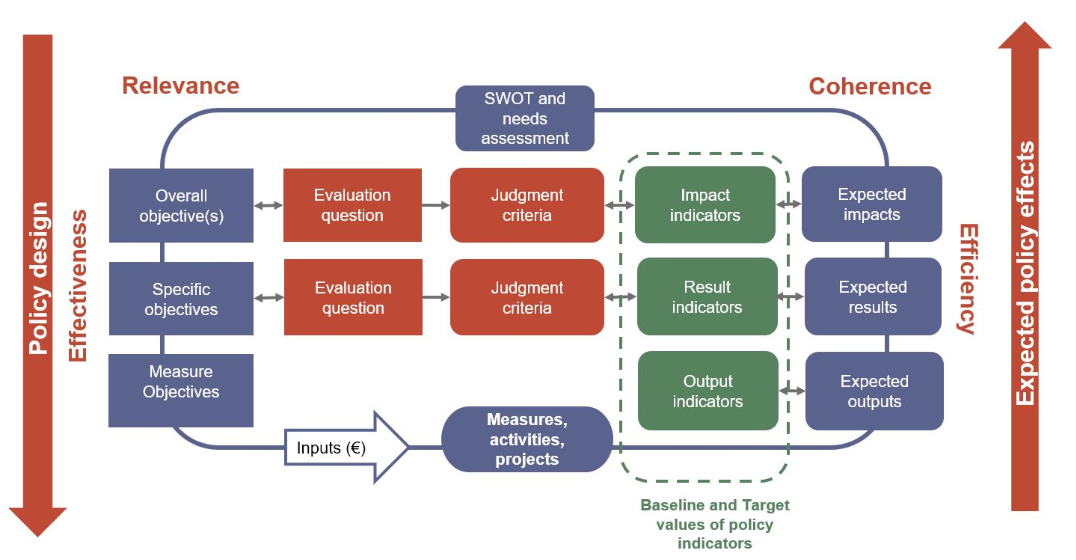 Relevance
Coherence
SWOT and
needs
assessment
Policy design
Effectiveness
Overall
objective(s)
Evaluation
question
Judgment
criteria
Impact
indicators
Expected
impacts
Specific
objectives
Evaluation
question
Judgment
criteria
Result
indicators
Expected
results
Efficiency
Expected policy effects
Measure
Objectives
Output
indicators
Expected
outputs
Inputs (€)
Measures,
activities,
projects
Baseline and Target
values of policy
indicators